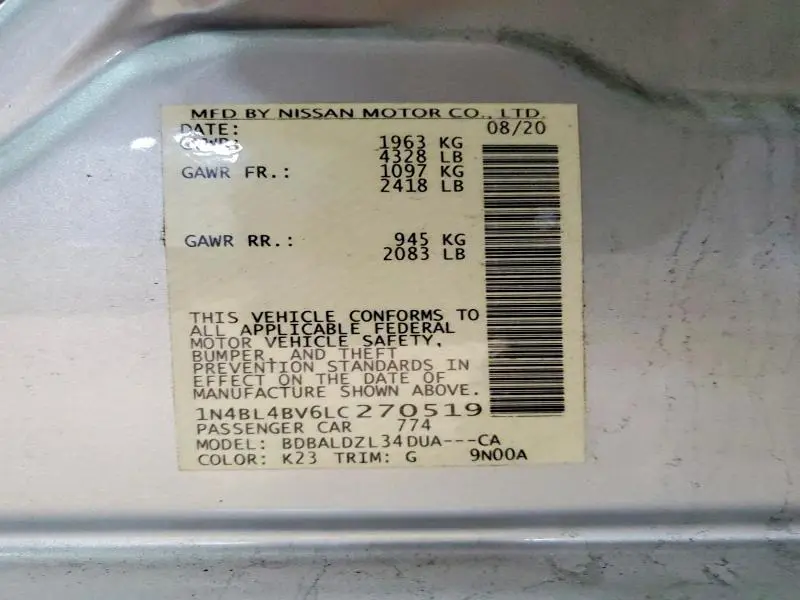 MFD BY NISSAN MOTOR CO., LTD.
DATE: 08/20
GVWR: 1963 KG
4328 LB
GAWR FR.: 1097 KG
2418 LB
GAWR RR.: 945 KG
2083 LB
THIS VEHICLE CONFORMS TO
ALL APPLICABLE FEDERAL
MOTOR VEHICLE SAFETY,
BUMPER, AND THEFT
PREVENTION STANDARDS IN
EFFECT ON THE DATE OF
MANUFACTURE SHOWN ABOVE.
1N4BL4BV6LC270519
PASSENGER CAR 774
MODEL: BDBALDZL34DUA---CA
COLOR: K23 TRIM: G 9N00A